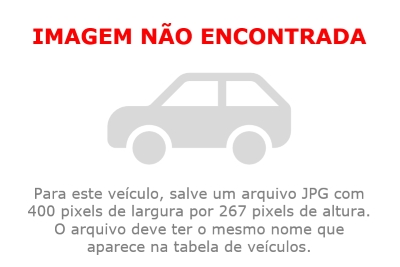 IMAGEM NÃO ENCONTRADA
Para este veículo, salve um arquivo JPG com
400 pixels de largura por 267 pixels de altura.
O arquivo deve ter o mesmo nome que
aparece na tabela de veículos.